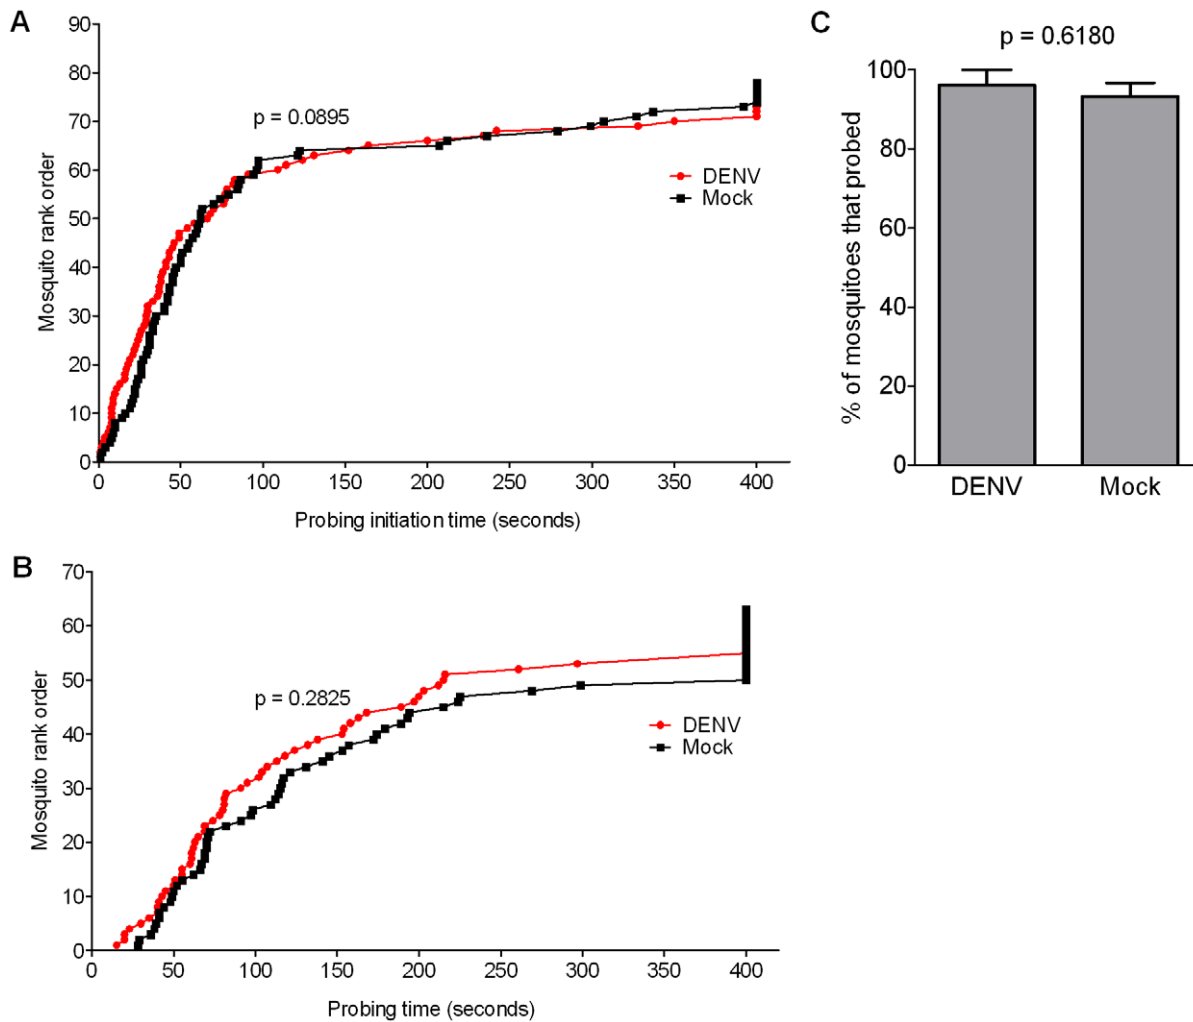 A
90
80
70
60
50
40
30
20
10
0
Mosquito rank order
p = 0.0895
DENV
Mock
0 50 100 150 200 250 300 350 400
Probing initiation time (seconds)
B
70
60
50
40
30
20
10
0
Mosquito rank order
p = 0.2825
DENV
Mock
0 50 100 150 200 250 300 350 400
Probing time (seconds)
C
p = 0.6180
100
80
60
40
20
0
% of mosquitoes that probed
DENV Mock